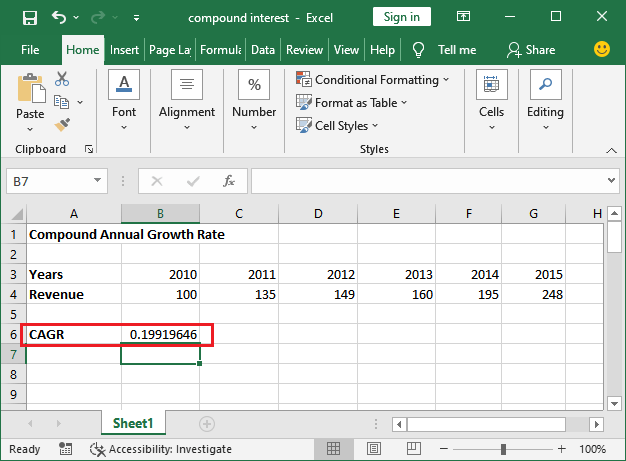 compound interest - Excel
Sign in
File Home Insert Page La Formula Data Review View Help Tell me Share
Paste
Clipboard
Font
Alignment
%
Number
Conditional Formatting
Format as Table
Cell Styles
Styles
Cells
Editing
B7
fx
A B C D E F G H
1 Compound Annual Growth Rate
2
3 Years 2010 2011 2012 2013 2014 2015
4 Revenue 100 135 149 160 195 248
5
6 CAGR 0.19919646
7
8
9
Sheet1
Ready Accessibility: Investigate 100%